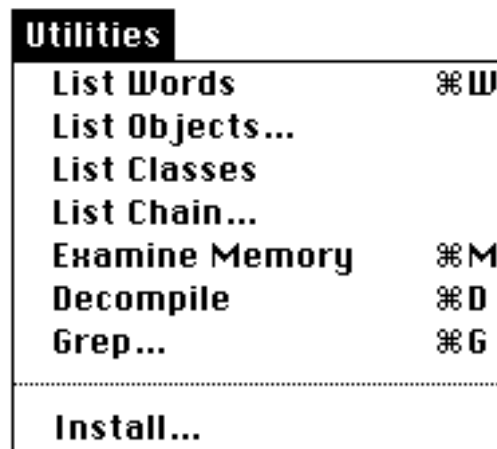 Utilities
List Words ⌘W
List Objects...
List Classes
List Chain...
Examine Memory ⌘M
Decompile ⌘D
Grep... ⌘G
Install...